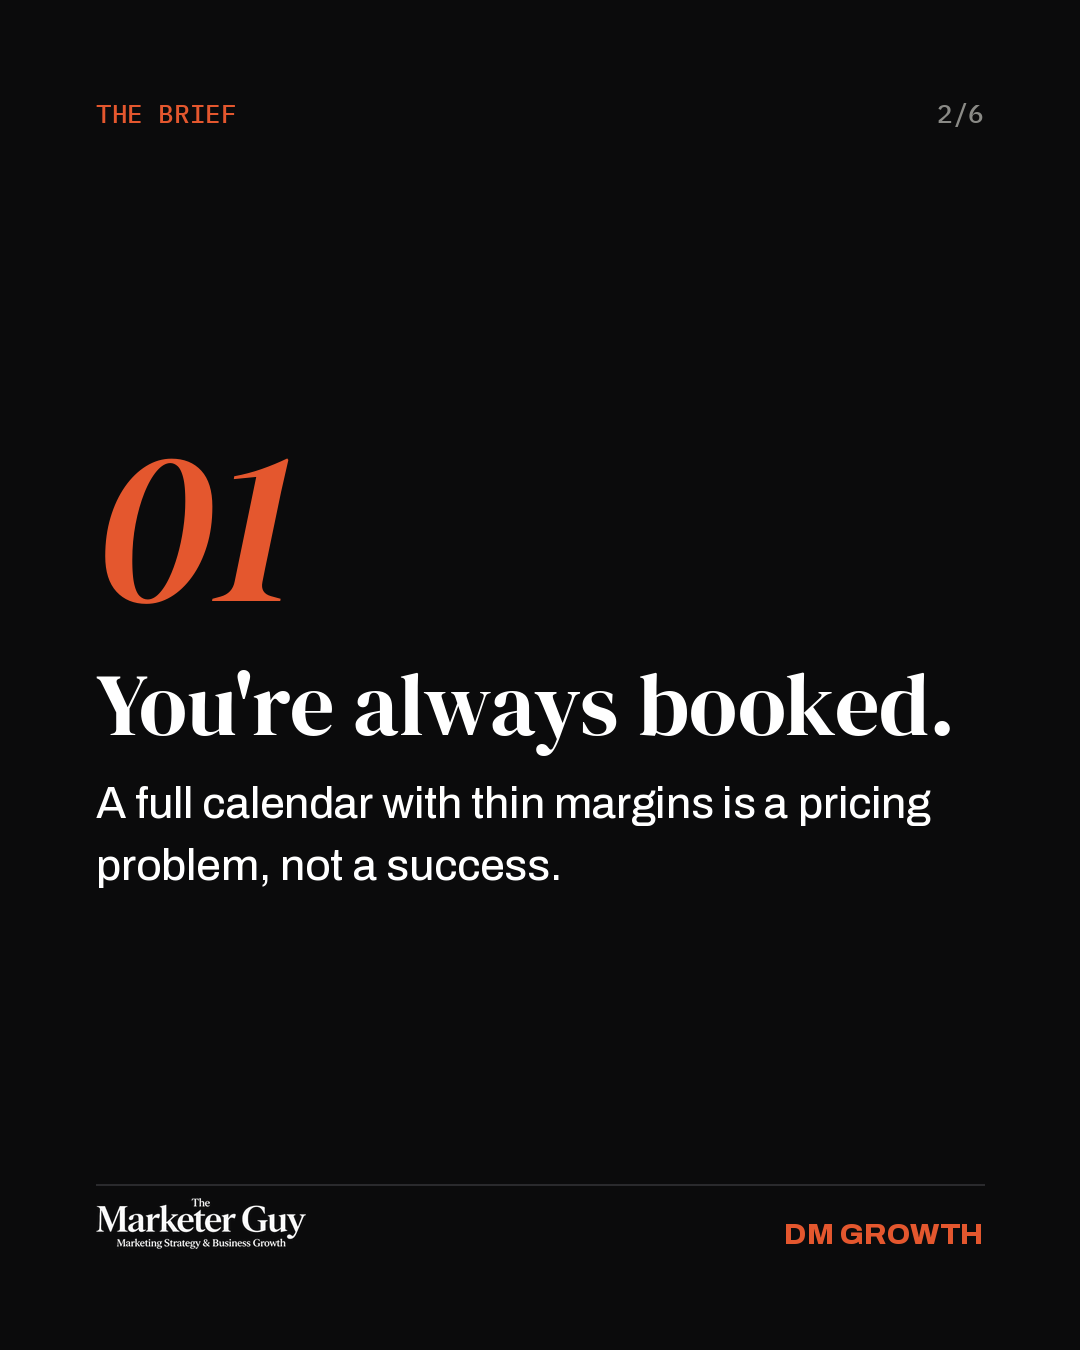 THE BRIEF
2/6
01
You're always booked.
A full calendar with thin margins is a pricing
problem, not a success.
The
Marketer Guy
Marketing Strategy & Business Growth
DM GROWTH